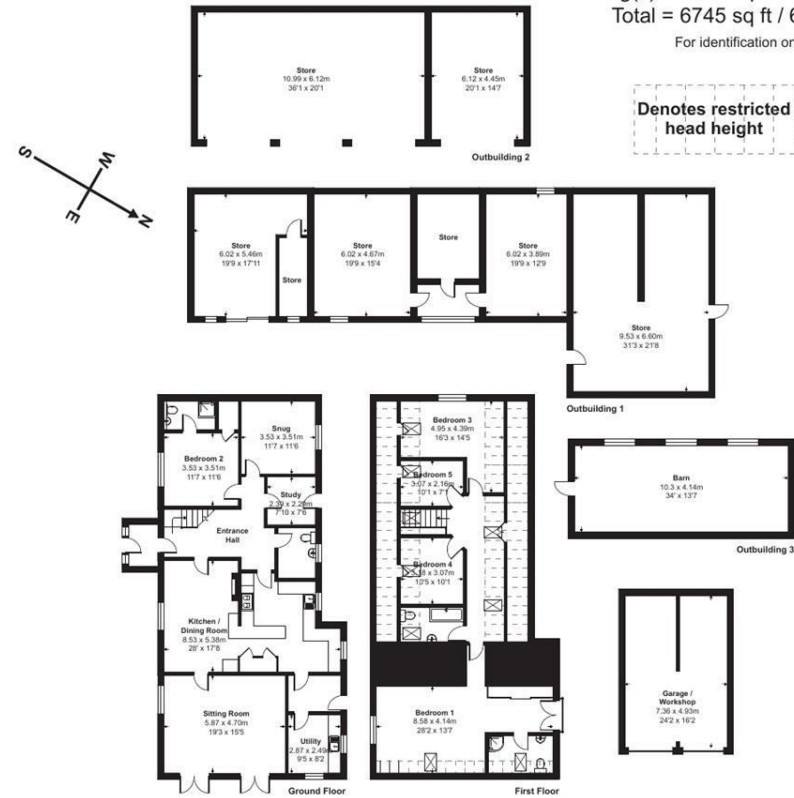 Total = 6745 sq ft / 6
For identification on
Denotes restricted
head height
Store
10.99 x 6.12m
36'1 x 20'1
Store
6.12 x 4.45m
20'1 x 14'7
Outbuilding 2
S
W
E
N
Store
6.02 x 5.46m
19'9 x 17'11
Store
Store
6.02 x 4.67m
19'9 x 15'4
Store
Store
6.02 x 3.89m
19'9 x 12'9
Store
9.53 x 6.60m
31'3 x 21'8
Outbuilding 1
Snug
3.53 x 3.51m
11'7 x 11'6
Bedroom 2
3.53 x 3.51m
11'7 x 11'6
Study
Entrance
Hall
Kitchen /
Dining Room
8.53 x 5.38m
28' x 17'8
Sitting Room
5.87 x 4.70m
19'3 x 15'5
Utility
2.87 x 2.49m
9'5 x 8'2
Ground Floor
Bedroom 3
4.95 x 4.39m
16'3 x 14'5
Bedroom 5
3.07 x 2.16m
10'1 x 7'1
Bedroom 4
10'5 x 10'1
Bedroom 1
8.58 x 4.14m
28'2 x 13'7
First Floor
Barn
10.3 x 4.14m
34' x 13'7
Outbuilding 3
Garage /
Workshop
7.36 x 4.93m
24'2 x 16'2